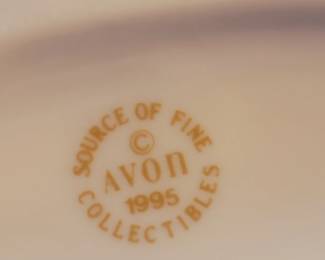 SOURCE OF FINE
©
AVON
1995
COLLECTIBLES